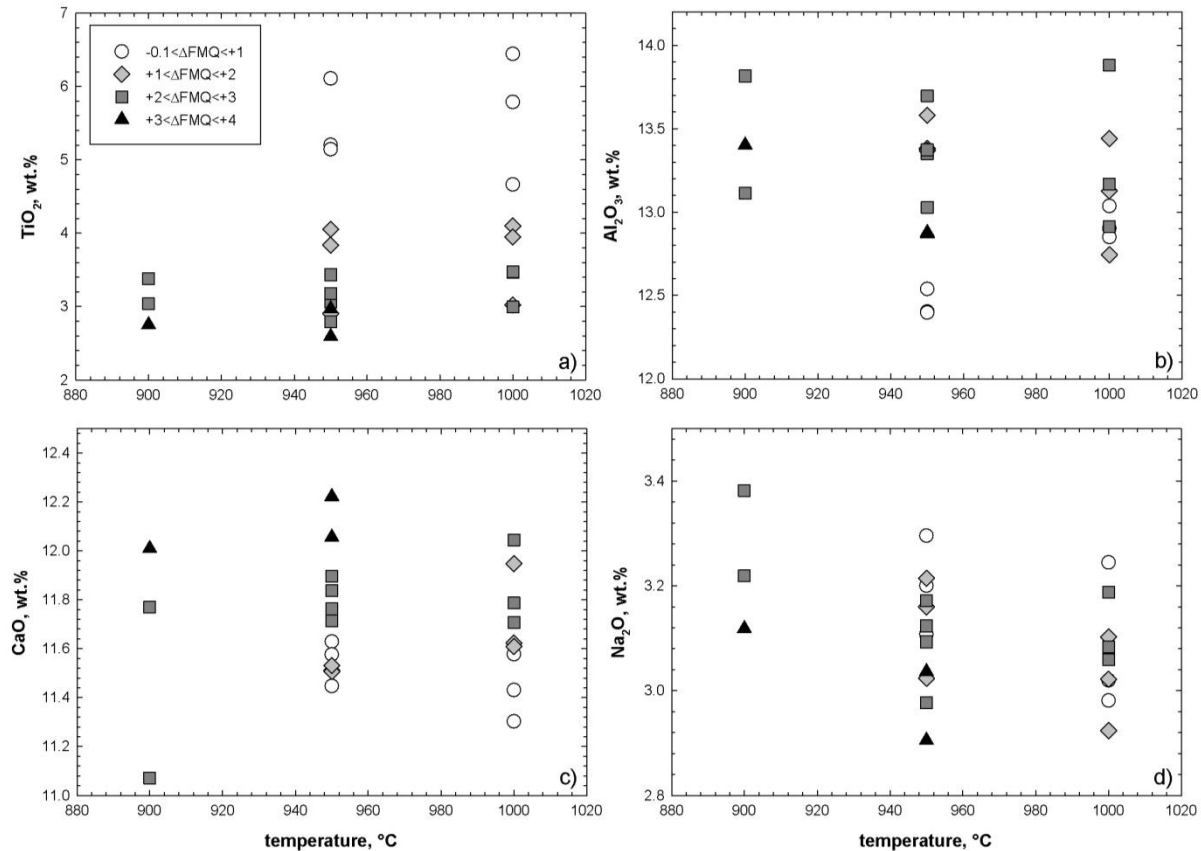 7
6
5
4
3
2
TiO2, wt.%
-0.1<ΔFMQ<+1
+1<ΔFMQ<+2
+2<ΔFMQ<+3
+3<ΔFMQ<+4
a)
880 900 920 940 960 980 1000 1020
14.0
13.5
13.0
12.5
12.0
Al2O3, wt.%
b)
880 900 920 940 960 980 1000 1020
12.4
12.2
12.0
11.8
11.6
11.4
11.2
11.0
CaO, wt.%
c)
880 900 920 940 960 980 1000 1020
temperature, °C
3.4
3.2
3.0
2.8
Na2O, wt.%
d)
880 900 920 940 960 980 1000 1020
temperature, °C